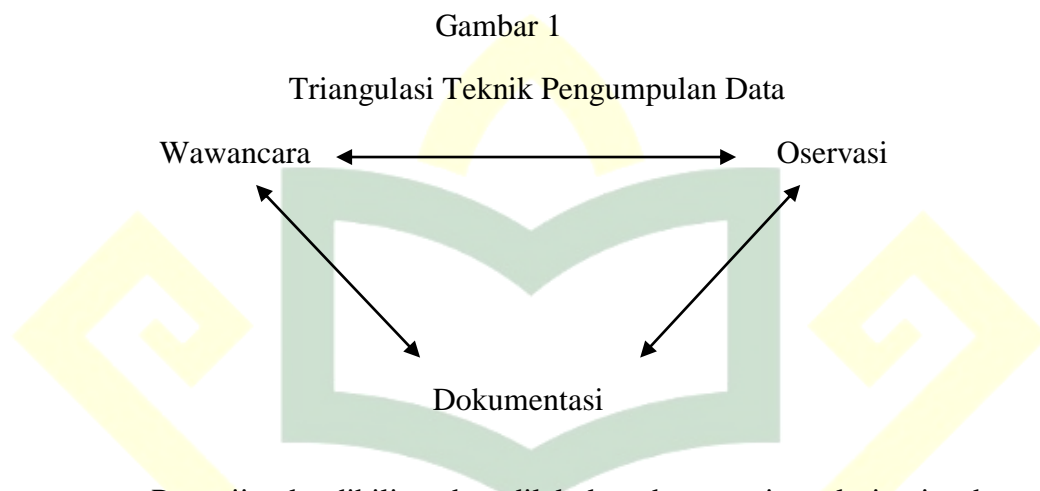 Gambar 1
Triangulasi Teknik Pengumpulan Data
Wawancara Oservasi
Dokumentasi